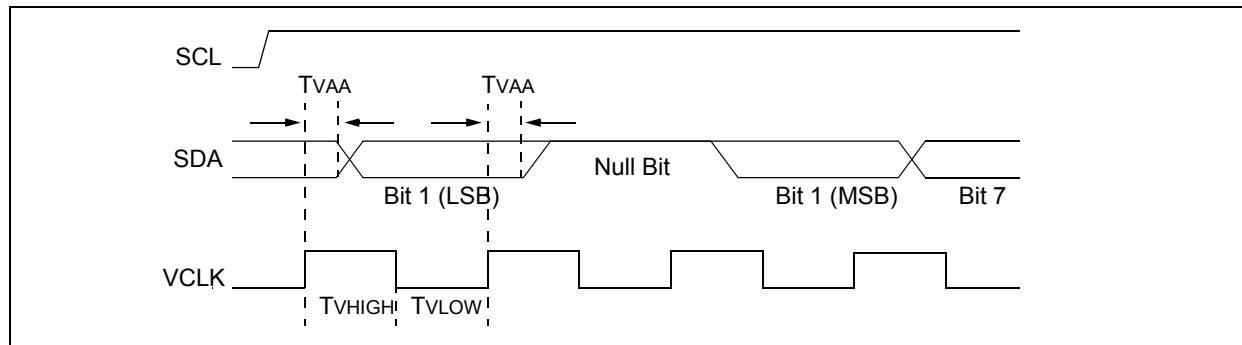 SCL
TVAA TVAA
SDA
Null Bit
Bit 1 (LSB) Bit 1 (MSB) Bit 7
VCLK
TVHIGH TVLOW